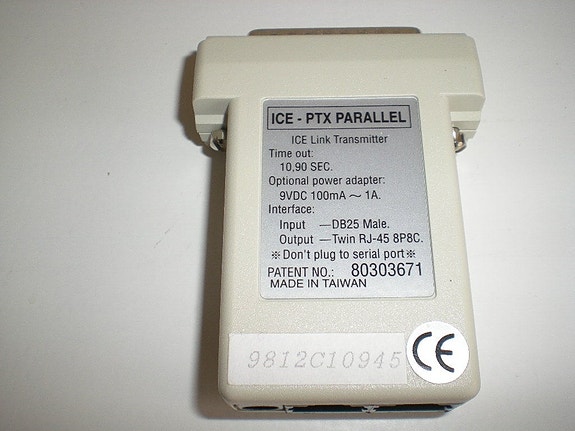 ICE - PTX PARALLEL
ICE Link Transmitter
Time out:
10,90 SEC.
Optional power adapter:
9VDC 100mA ～ 1A.
Interface:
Input —DB25 Male.
Output —Twin RJ-45 8P8C.
※Don't plug to serial port※
PATENT NO.: 80303671
MADE IN TAIWAN
9812C10945
CE